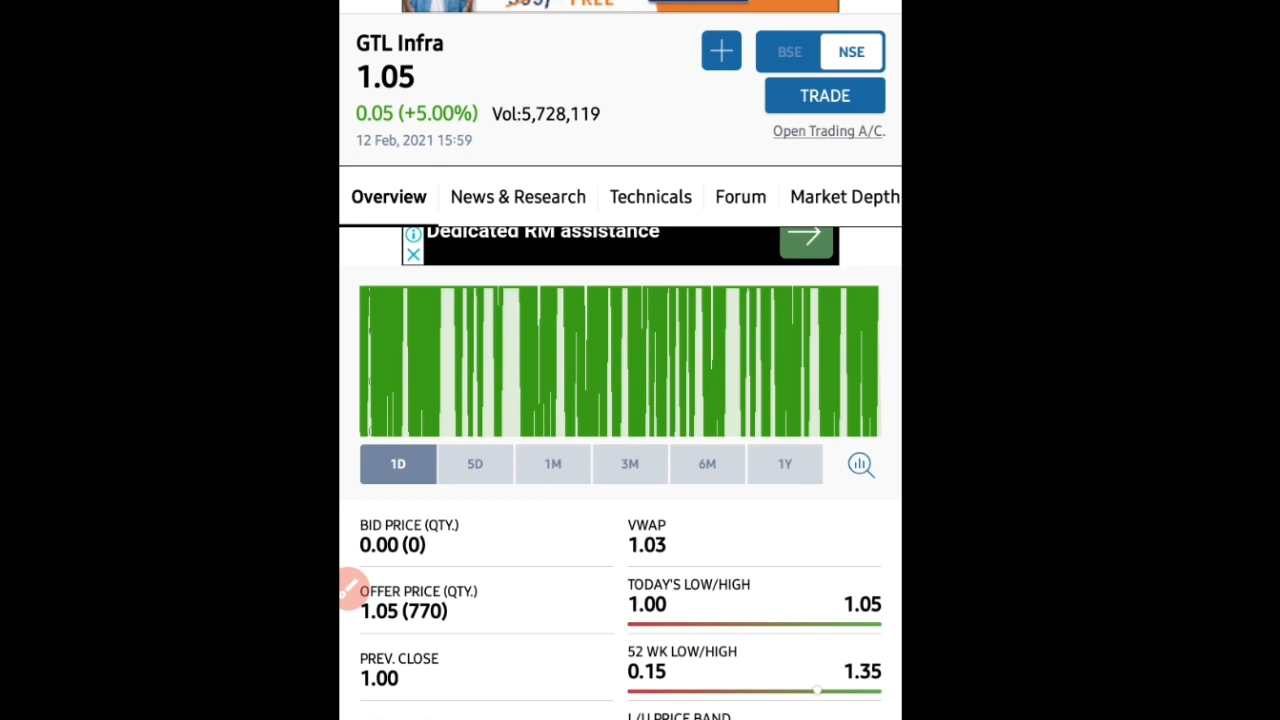 FREE
GTL Infra
1.05
0.05 (+5.00%) Vol:5,728,119
12 Feb, 2021 15:59
BSE NSE
TRADE
Open Trading A/C.
Overview News & Research Technicals Forum Market Depth
Dedicated RM assistance
1D 5D 1M 3M 6M 1Y
BID PRICE (QTY.)
0.00 (0)
VWAP
1.03
OFFER PRICE (QTY.)
1.05 (770)
TODAY'S LOW/HIGH
1.00 1.05
PREV. CLOSE
1.00
52 WK LOW/HIGH
0.15 1.35
L/U PRICE BAND